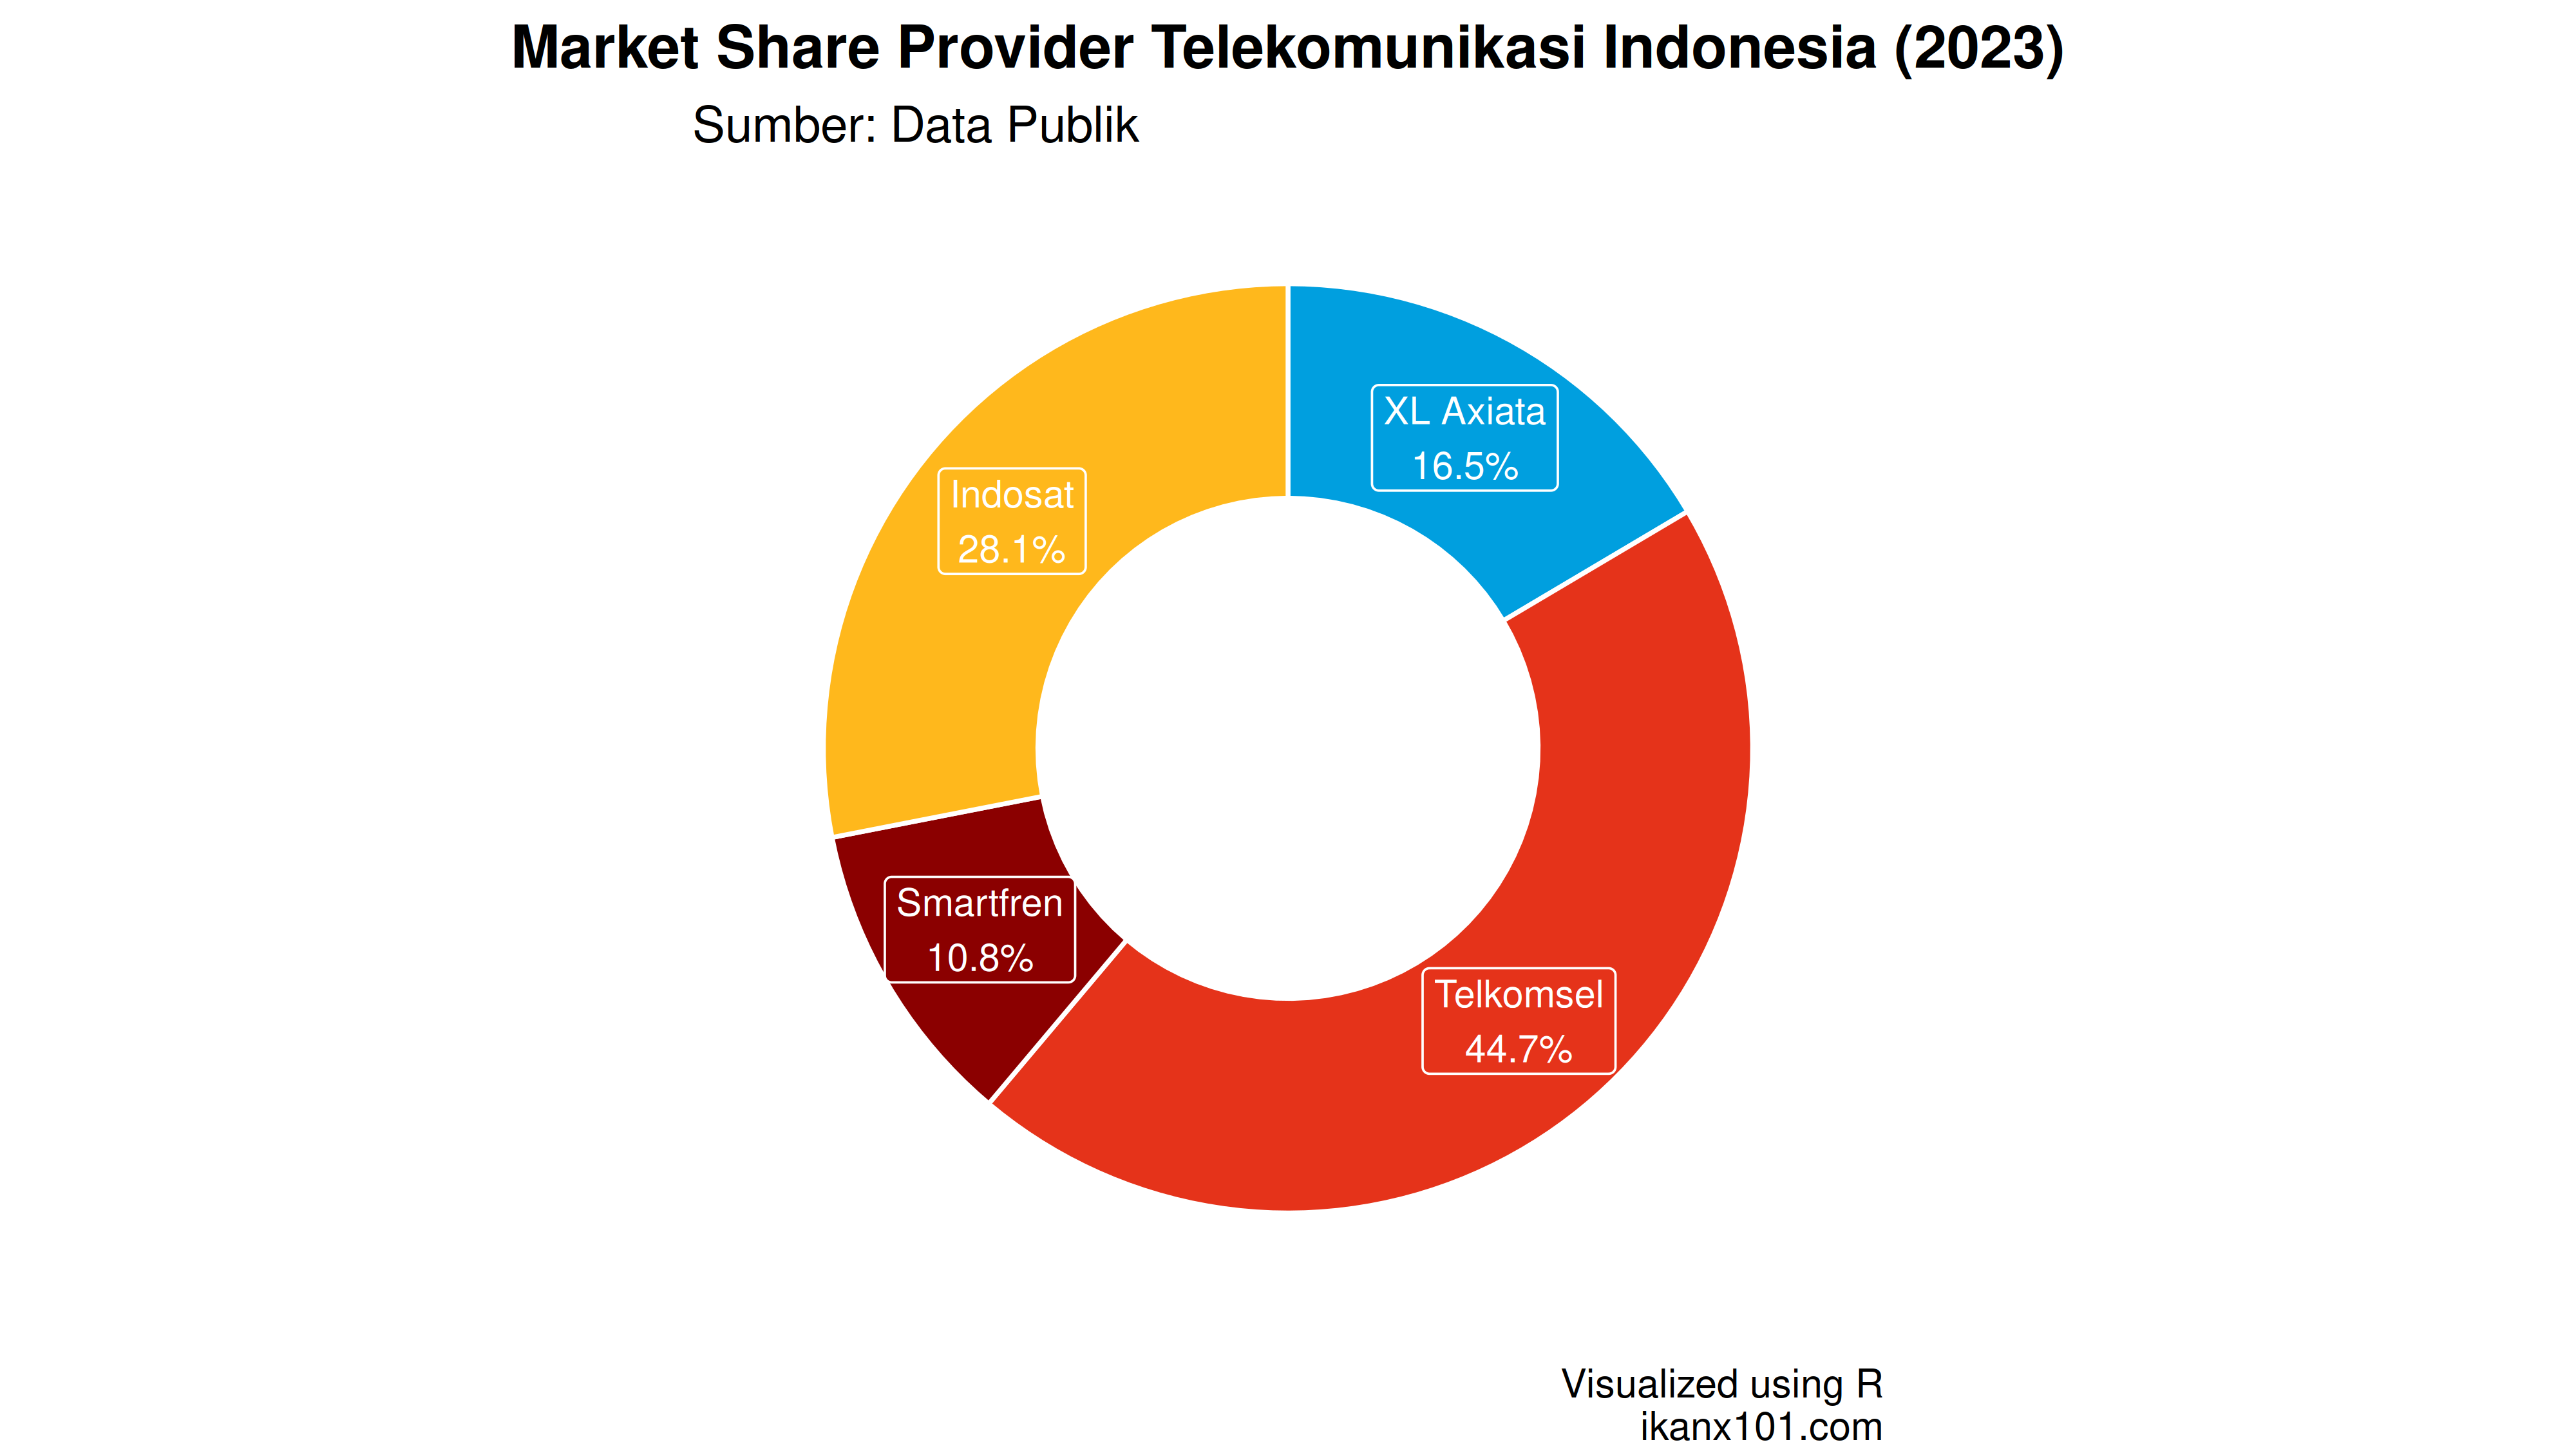 Market Share Provider Telekomunikasi Indonesia (2023)
Sumber: Data Publik
XL Axiata
16.5%
Indosat
28.1%
Smartfren
10.8%
Telkomsel
44.7%
Visualized using R
ikanx101.com